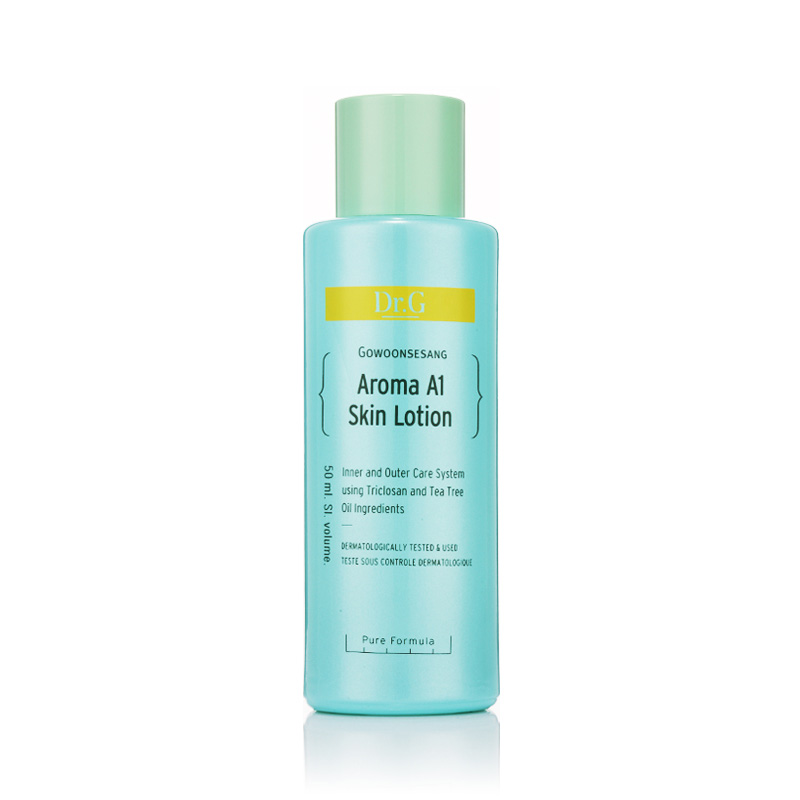 Dr.G
GOWOONSESANG
Aroma A1
Skin Lotion
Inner and Outer Care System
using Triclosan and Tea Tree
Oil Ingredients
50 ml. SI. volume.
DERMATOLOGICALLY TESTED & USED
TESTE SOUS CONTROLE DERMATOLOGIQUE
Pure Formula